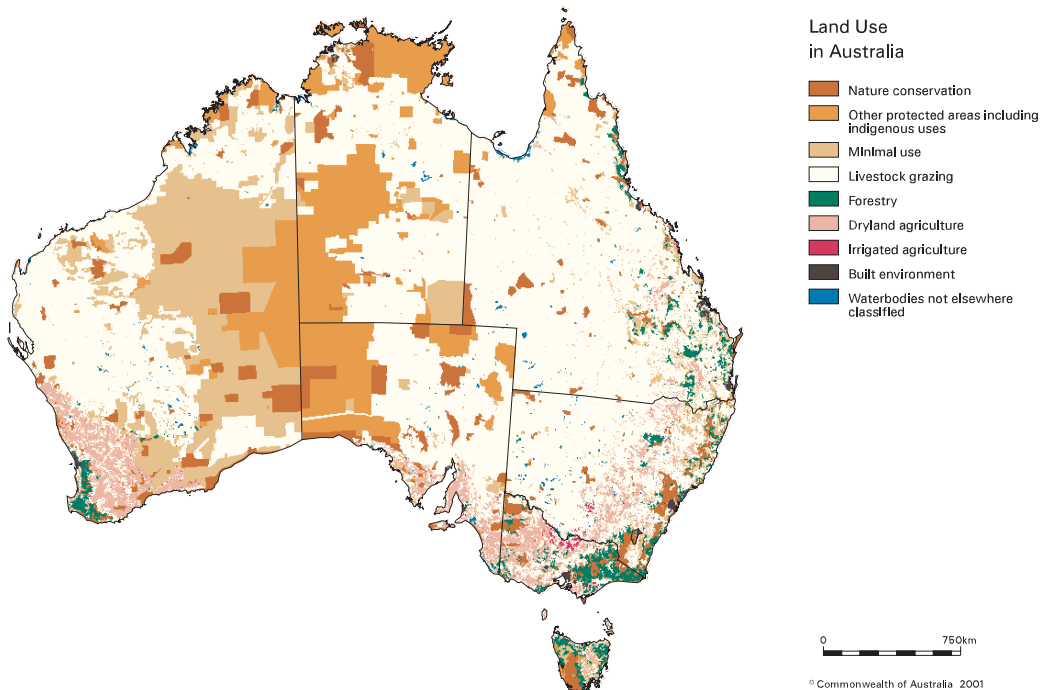 Land Use
in Australia
Nature conservation
Other protected areas including
indigenous uses
Minimal use
Livestock grazing
Forestry
Dryland agriculture
Irrigated agriculture
Built environment
Waterbodies not elsewhere
classified
0 750km
© Commonwealth of Australia 2001